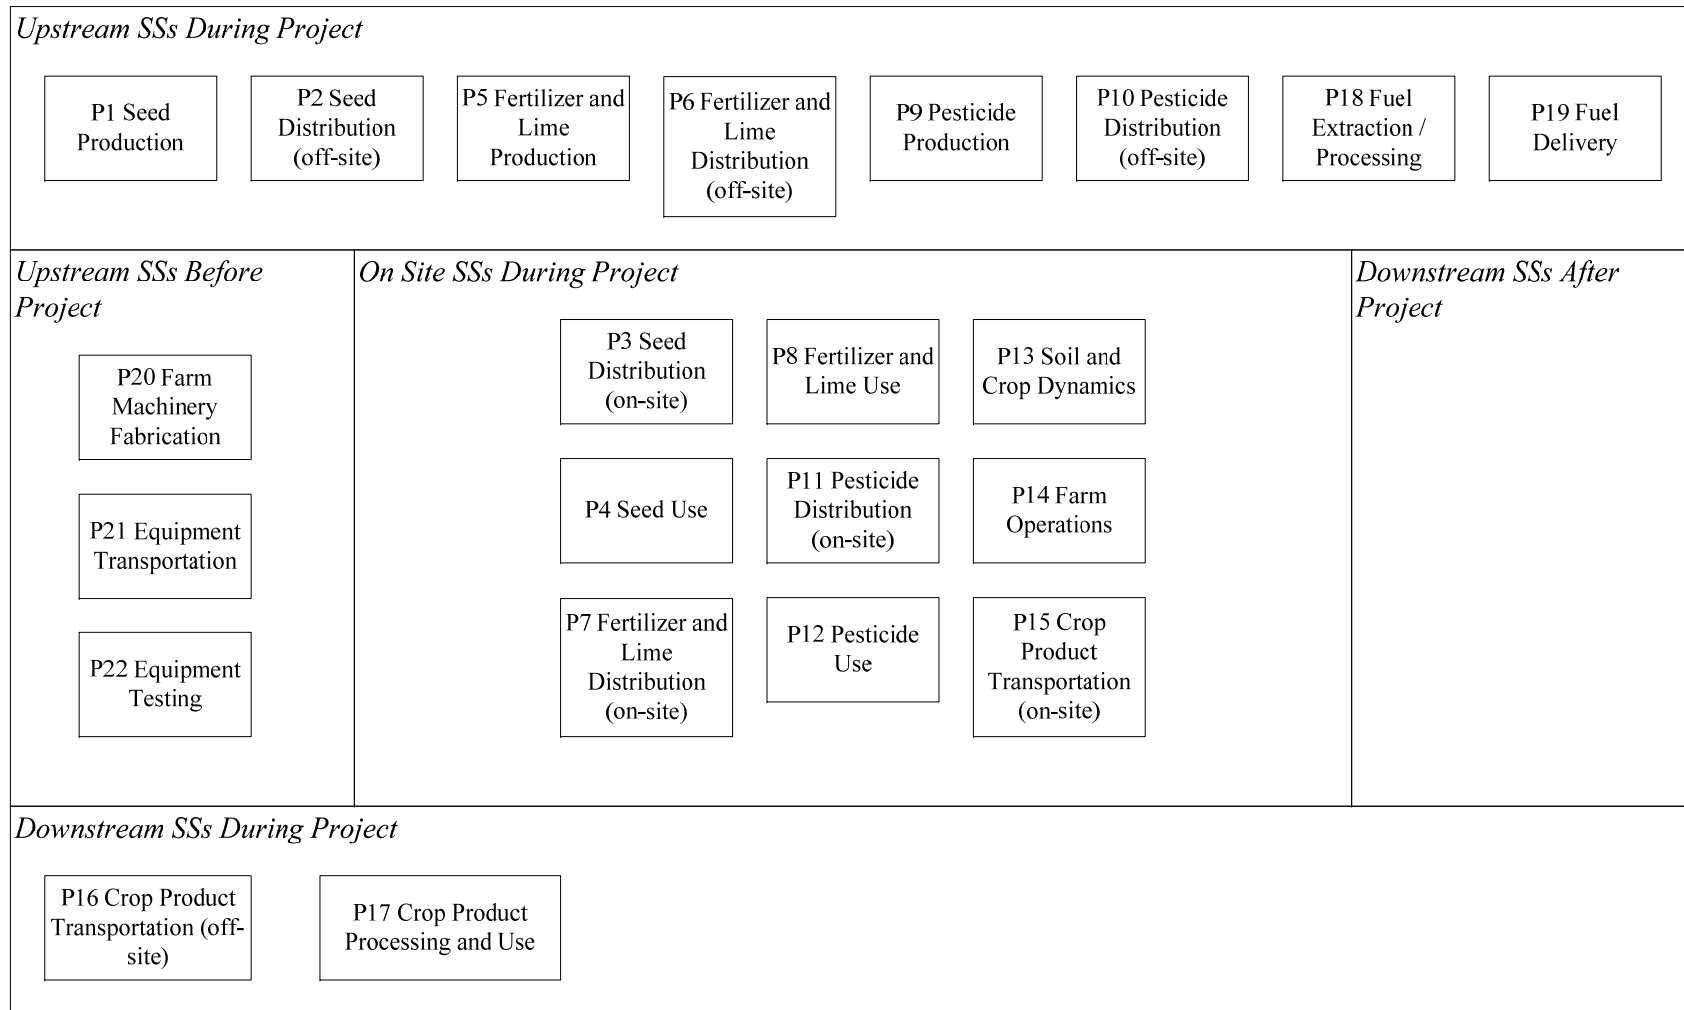 Upstream SSs During Project
P1 Seed
Production
P2 Seed
Distribution
(off-site)
P5 Fertilizer and
Lime
Production
P6 Fertilizer and
Lime
Distribution
(off-site)
P9 Pesticide
Production
P10 Pesticide
Distribution
(off-site)
P18 Fuel
Extraction /
Processing
P19 Fuel
Delivery
Upstream SSs Before
Project
P20 Farm
Machinery
Fabrication
P21 Equipment
Transportation
P22 Equipment
Testing
On Site SSs During Project
P3 Seed
Distribution
(on-site)
P8 Fertilizer and
Lime Use
P13 Soil and
Crop Dynamics
P4 Seed Use
P11 Pesticide
Distribution
(on-site)
P14 Farm
Operations
P7 Fertilizer and
Lime
Distribution
(on-site)
P12 Pesticide
Use
P15 Crop
Product
Transportation
(on-site)
Downstream SSs After
Project
Downstream SSs During Project
P16 Crop Product
Transportation (off-
site)
P17 Crop Product
Processing and Use